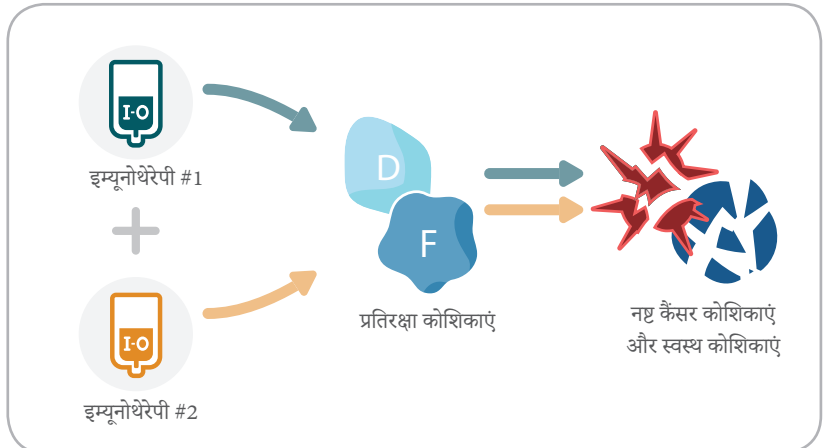 I-O
इम्यूनोथेरेपी #1
I-O
इम्यूनोथेरेपी #2
D
F
प्रतिरक्षा कोशिकाएं
नष्ट कैंसर कोशिकाएं
और स्वस्थ कोशिकाएं